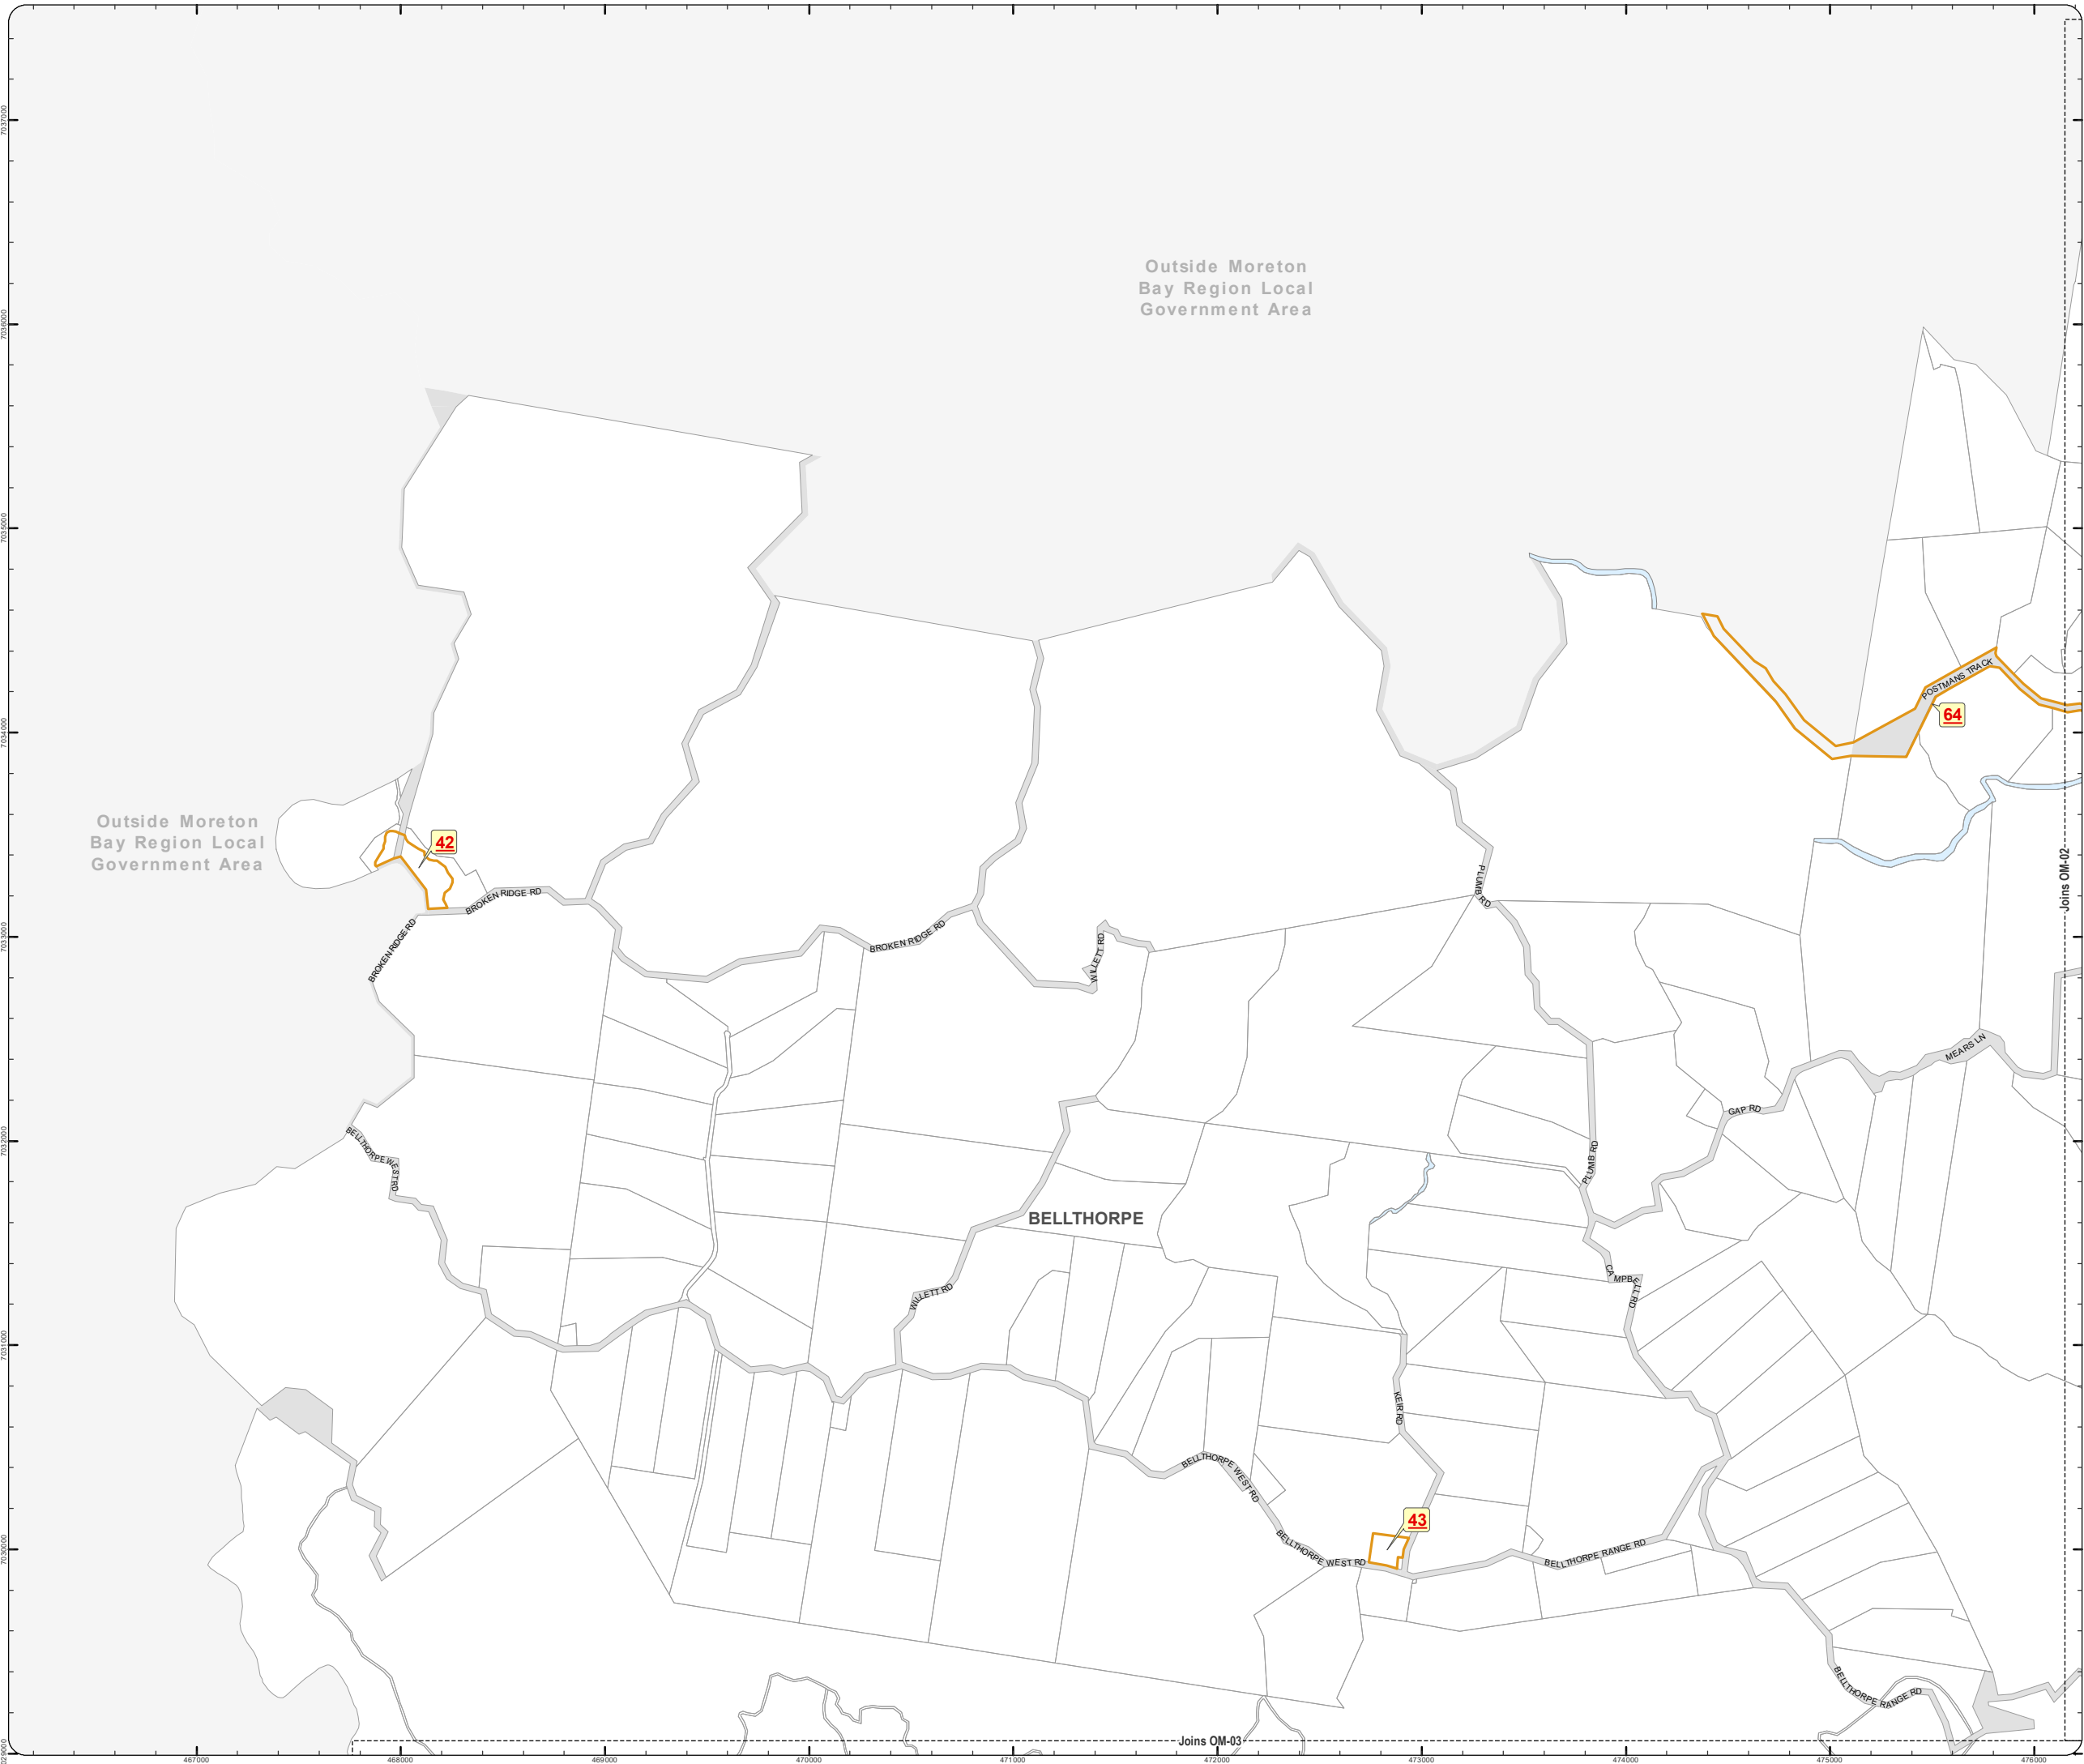 Outside Moreton
Bay Region Local
Government Area
Outside Moreton
Bay Region Local
Government Area
POSTMANS TRACK
64
42
43
BROKEN RIDGE RD
BROKEN RIDGE RD
BROKEN RIDGE RD
PLUMB RD
WILLETT RD
Joins OM-02
MEARS LN
GAP RD
BELLTHORPE WEST RD
PLUMB RD
BELLTHORPE
CAMPBELL RD
WILLETT RD
KEIR RD
BELLTHORPE WEST RD
BELLTHORPE WEST RD
BELLTHORPE RANGE RD
BELLTHORPE RANGE RD
Joins OM-03
7037000
7036000
7035000
7034000
7033000
7032000
7031000
7030000
029000
467000
468000
469000
470000
471000
472000
473000
474000
475000
476000